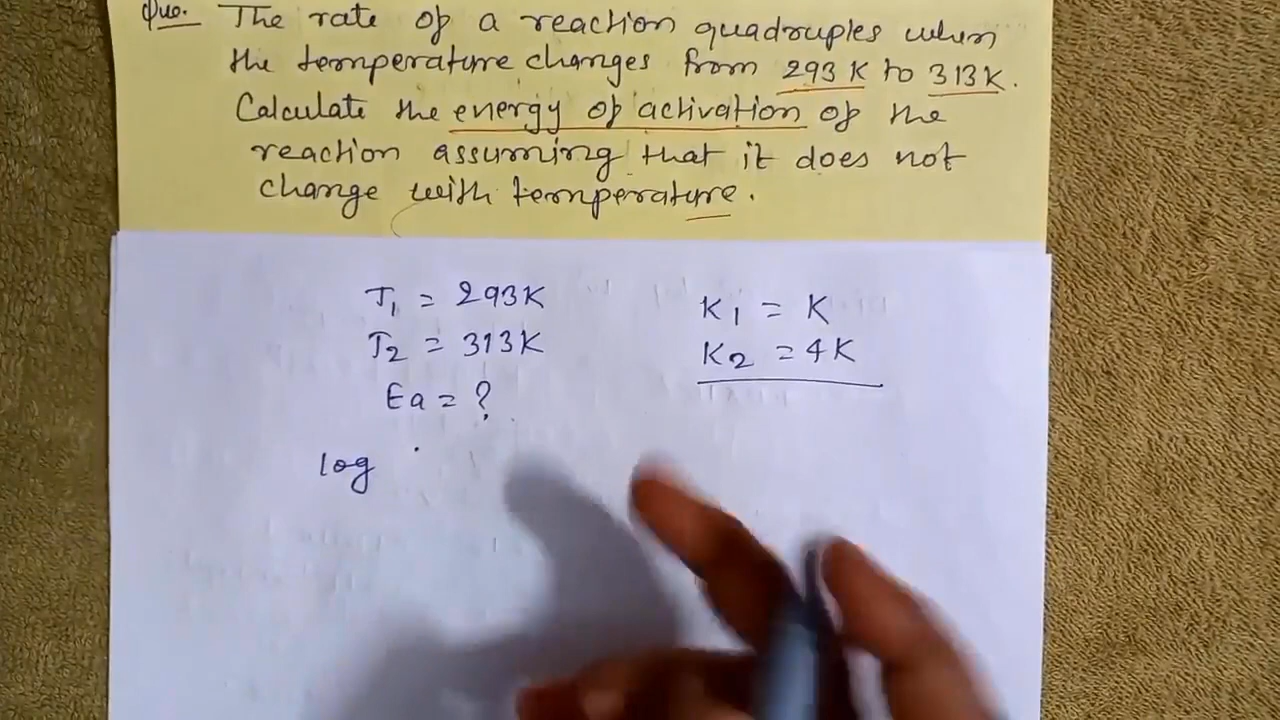 Que. The rate of a reaction quadruples when
the temperature changes from 293 K to 313K.
Calculate the energy of activation of the
reaction assuming that it does not
change with temperature.
T₁ = 293K
K₁ = K
T₂ = 313K
K₂ = 4K
Ea = ?
log